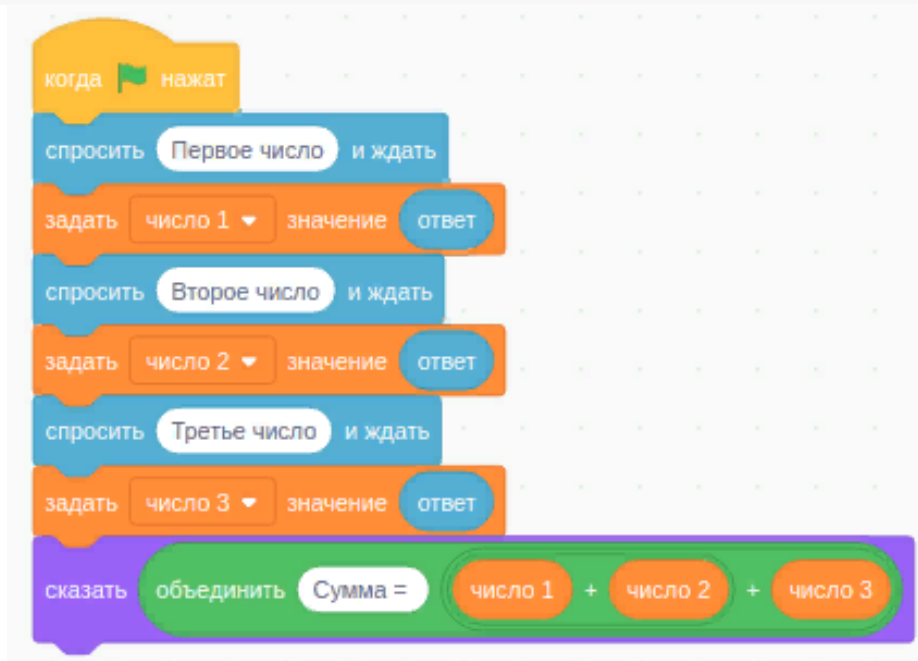 когда нажат
спросить Первое число и ждать
задать число 1 значение ответ
спросить Второе число и ждать
задать число 2 значение ответ
спросить Третье число и ждать
задать число 3 значение ответ
сказать объединить Сумма = число 1 + число 2 + число 3